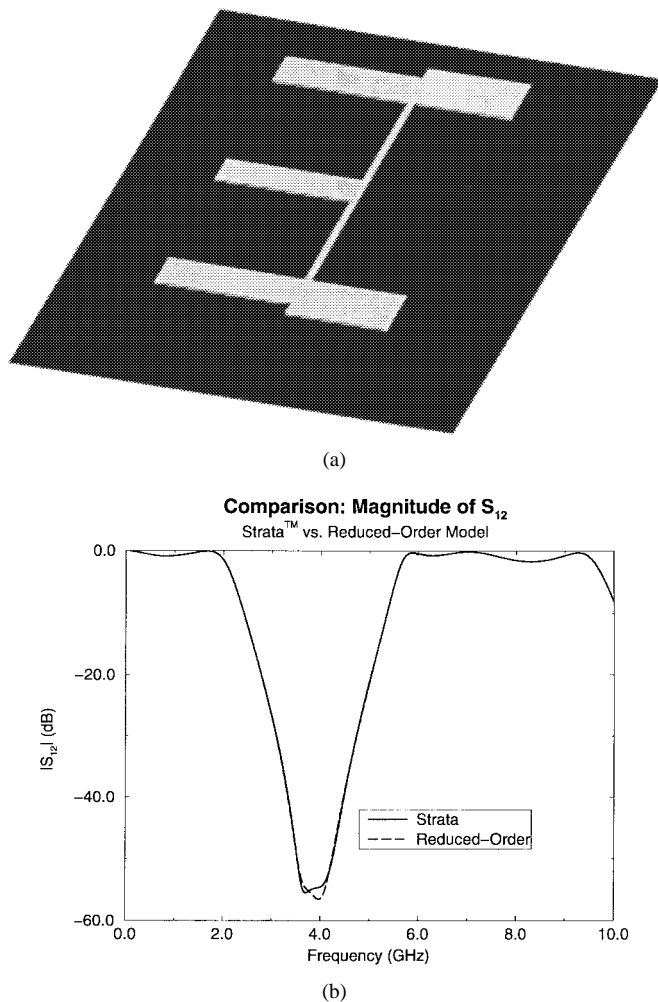 (a)
Comparison: Magnitude of S₁₂
Strata™ vs. Reduced-Order Model
0.0
-20.0
-40.0
-60.0
|S₁₂| (dB)
Strata
Reduced-Order
0.0 2.0 4.0 6.0 8.0 10.0
Frequency (GHz)
(b)